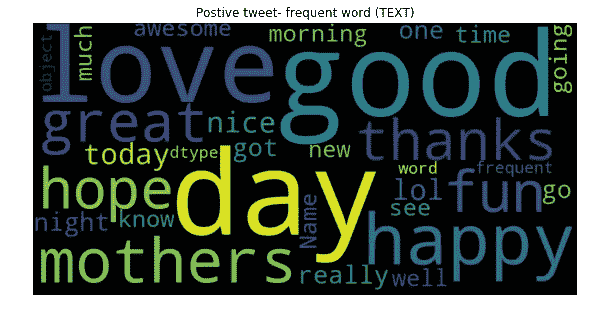 Postive tweet- frequent word (TEXT)
awesome
morning
one time
object
much
love
good
going
great
nice
thanks
today
dtype
got
new
word
frequent
hope
day
lol
fun
go
see
night
know
Name
happy
mothers
really
well